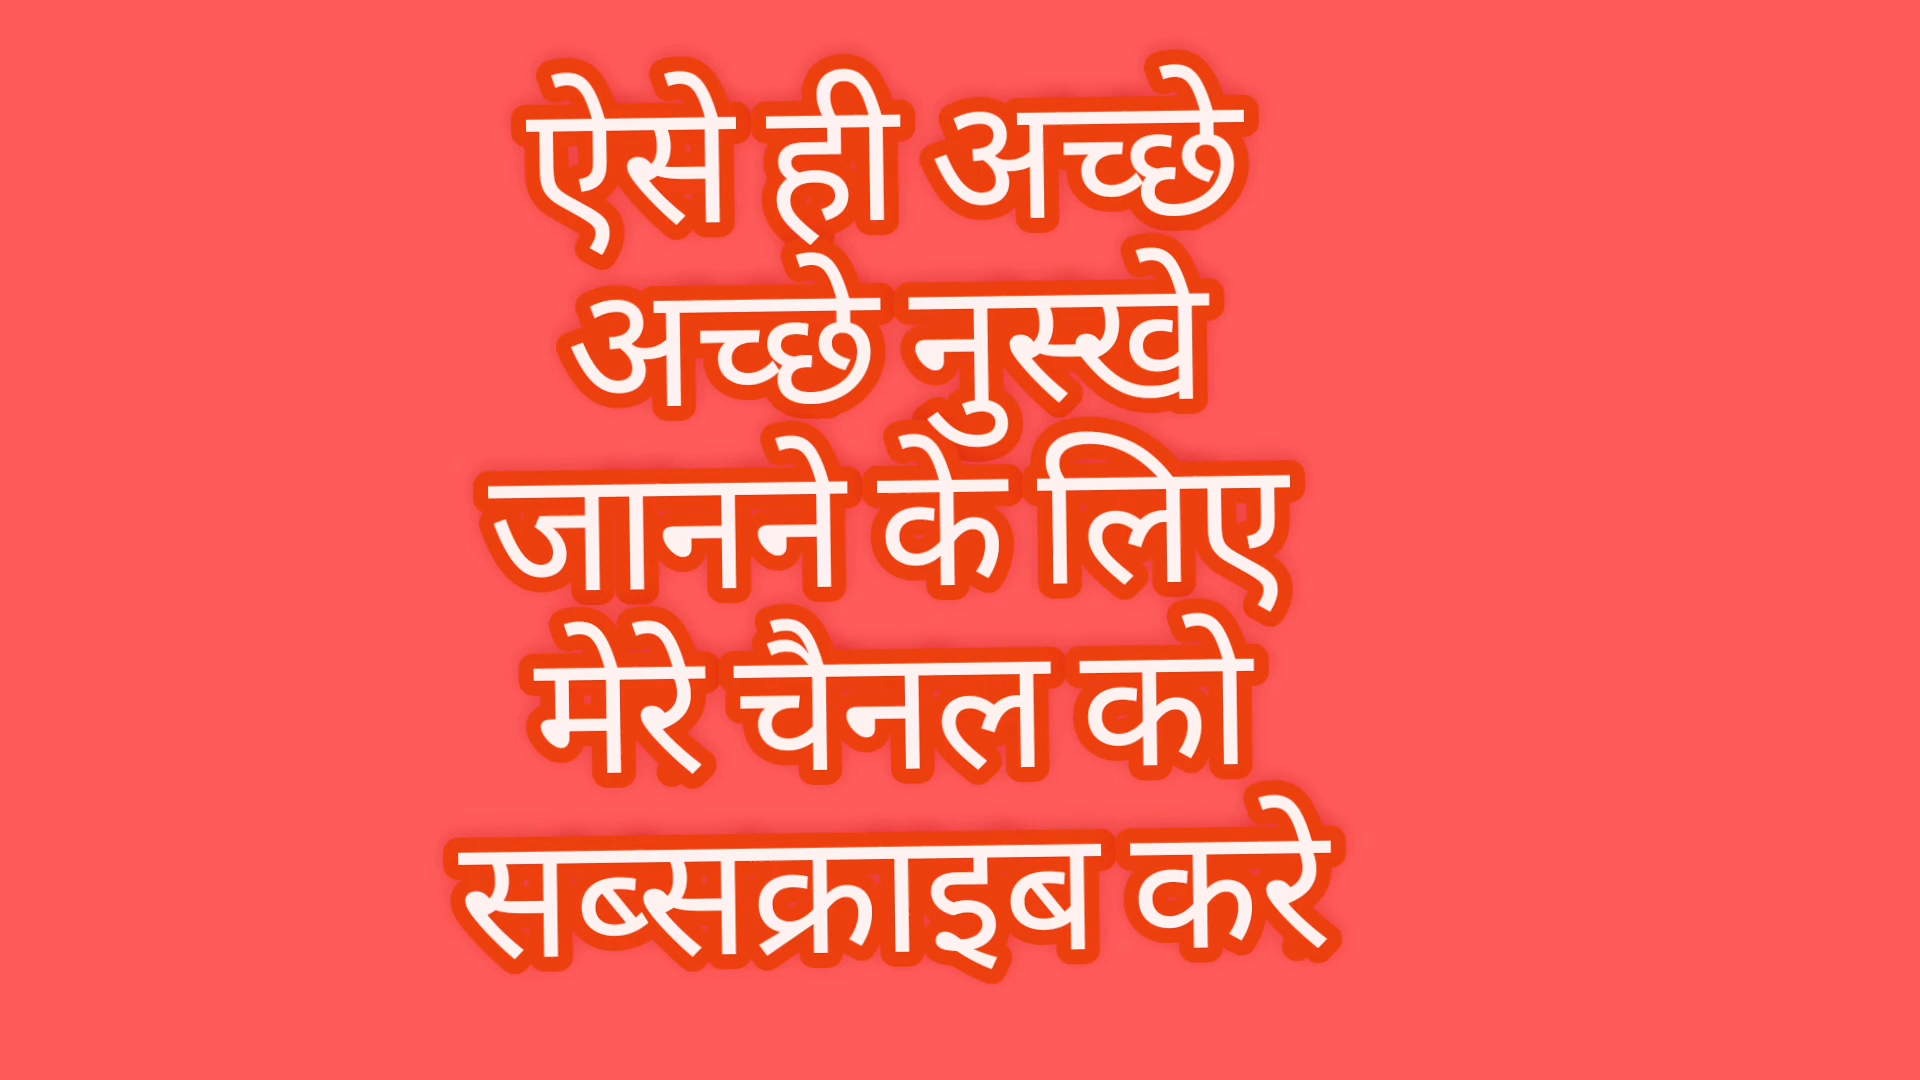 ऐसे ही अच्छे
अच्छे नुस्खे
जानने के लिए
मेरे चैनल को
सब्सक्राइब करे